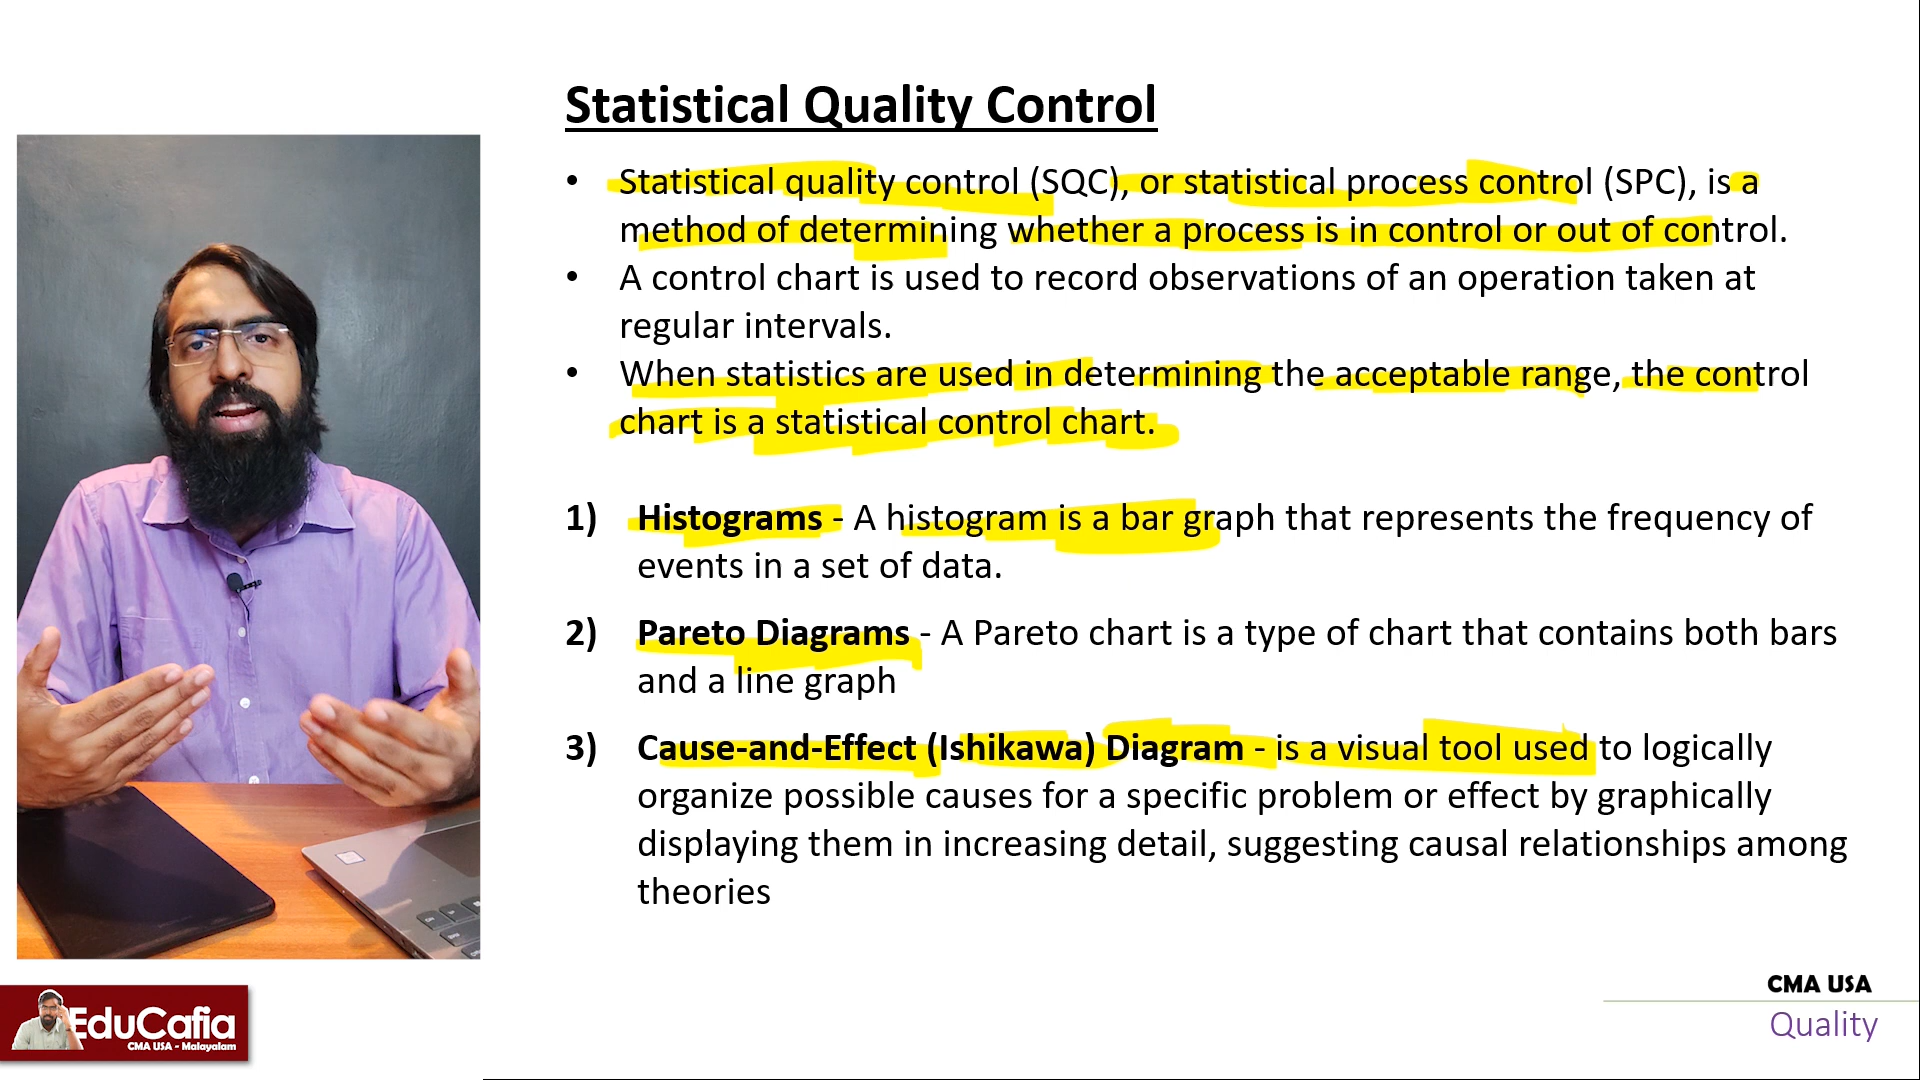 Statistical Quality Control
• Statistical quality control (SQC), or statistical process control (SPC), is a
method of determining whether a process is in control or out of control.
• A control chart is used to record observations of an operation taken at
regular intervals.
• When statistics are used in determining the acceptable range, the control
chart is a statistical control chart.
1) Histograms - A histogram is a bar graph that represents the frequency of
events in a set of data.
2) Pareto Diagrams - A Pareto chart is a type of chart that contains both bars
and a line graph
3) Cause-and-Effect (Ishikawa) Diagram - is a visual tool used to logically
organize possible causes for a specific problem or effect by graphically
displaying them in increasing detail, suggesting causal relationships among
theories
EduCafia
CMA USA - Malayalam
CMA USA
Quality